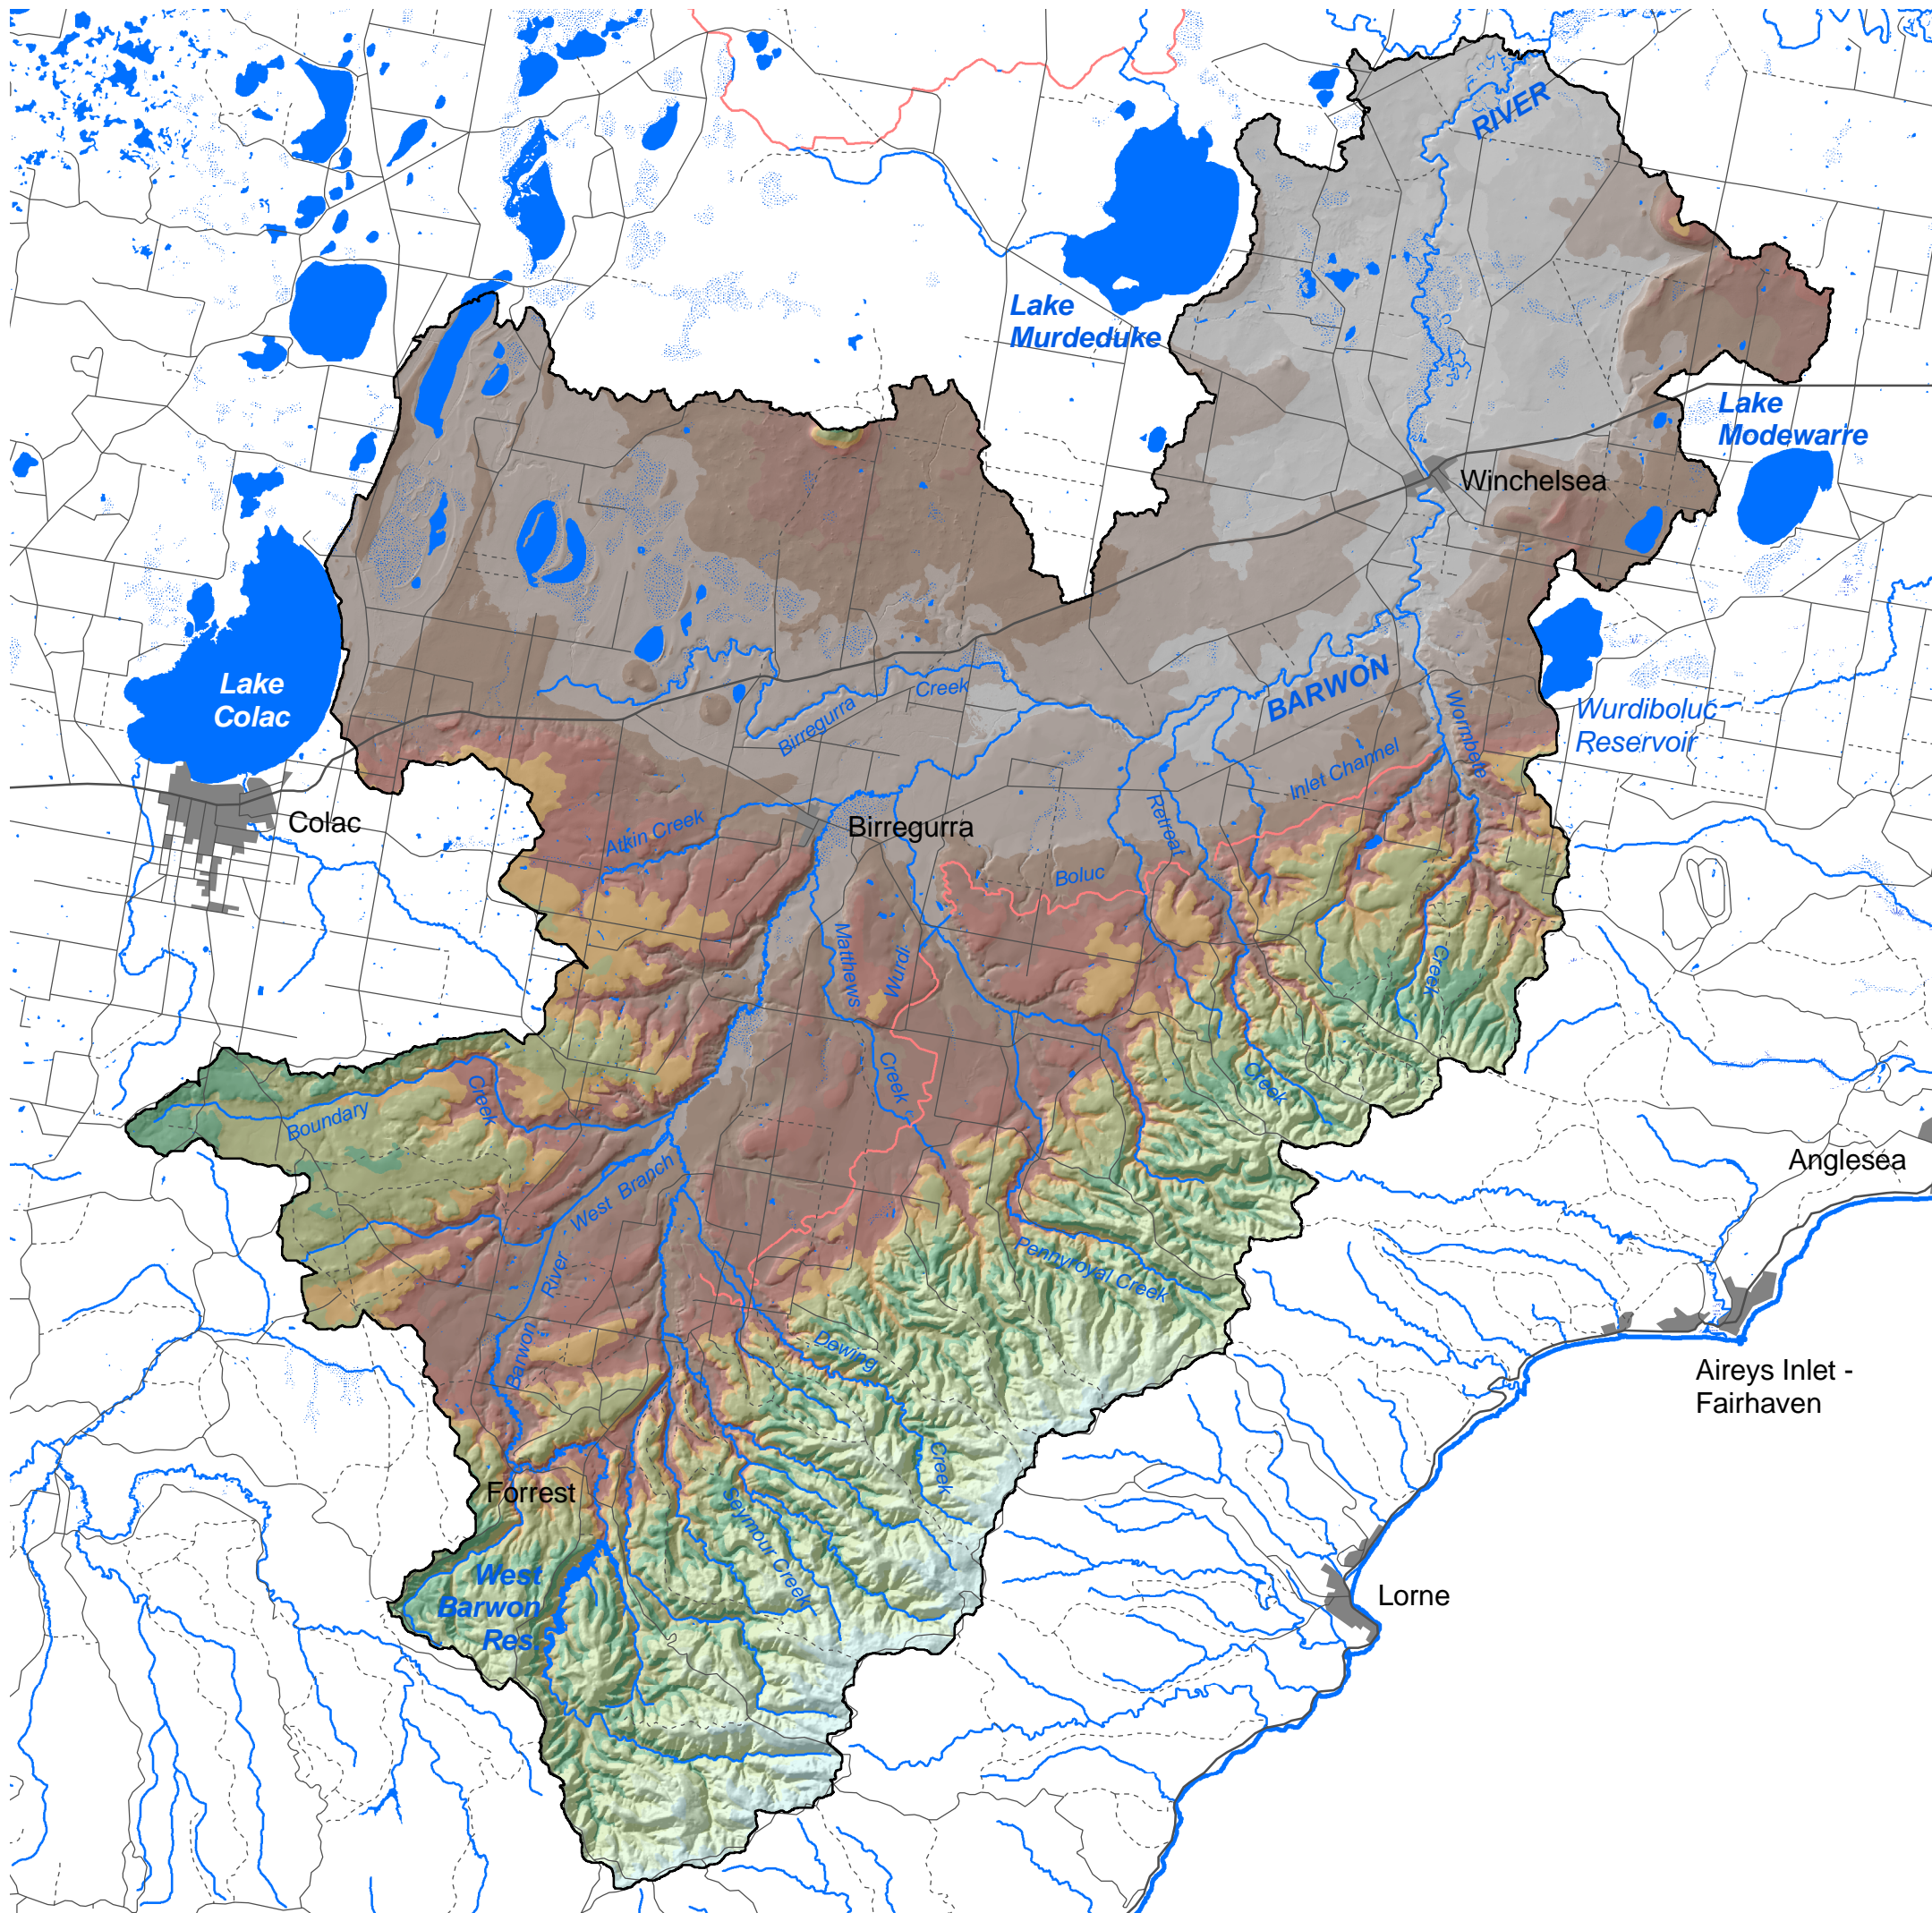 RIVER
Lake
Murdeduke
Lake
Modewarre
Winchelsea
Lake
Colac
Creek
Birregurra
BARWON
Wormbete
Wurdiboluc
Reservoir
Inlet Channel
Colac
Atkin Creek
Birregurra
Retreat
Boluc
Matthews
Wurdi
Creek
Creek
Creek
Creek
Boundary
Anglesea
West Branch
River
Pennyroyal Creek
Barwon
Dewing
Aireys Inlet -
Fairhaven
Creek
Forrest
Seymour Creek
West
Barwon
Res.
Lorne